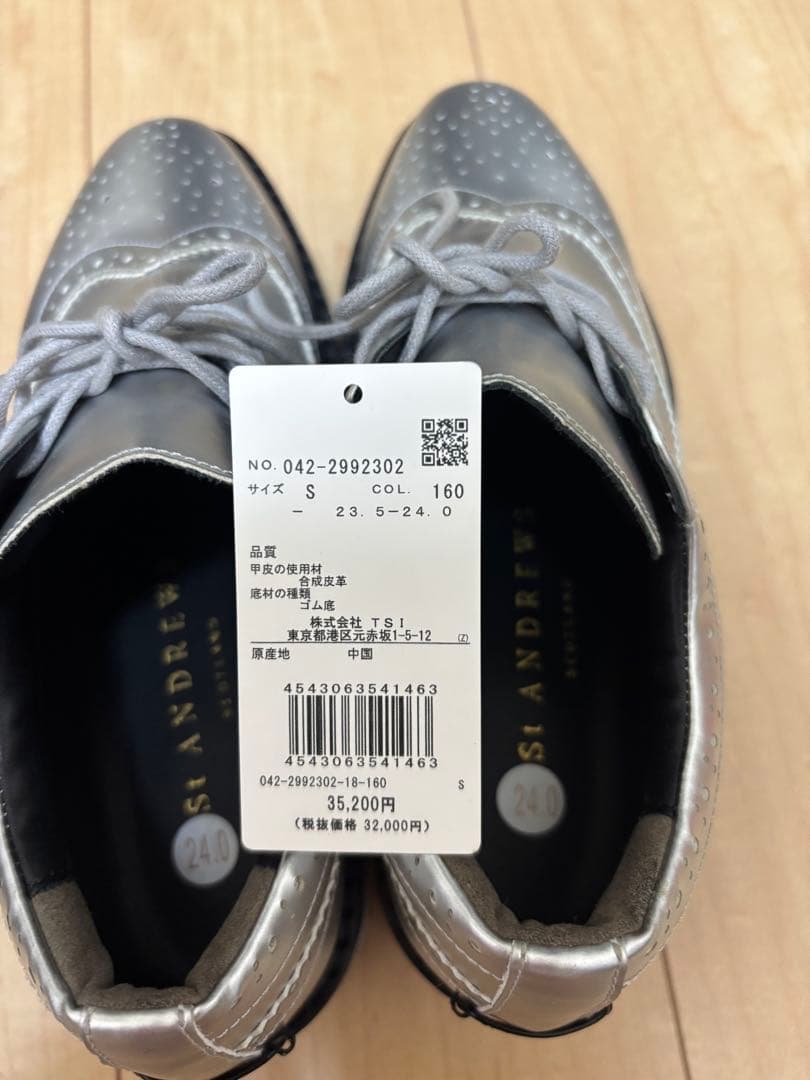 NO. 042-2992302
サイズ S COL. 160
- 23.5-24.0
品質
甲皮の使用材
合成皮革
底材の種類
ゴム底
株式会社 TSI
東京都港区元赤坂1-5-12 (Z)
原産地 中国
4543063541463
4543063541463
042-2992302-18-160 S
35,200円
(税抜価格 32,000円)
St ANDREWS
SCOTLAND
24.0
St ANDREWS
SCOTLAND
24.0